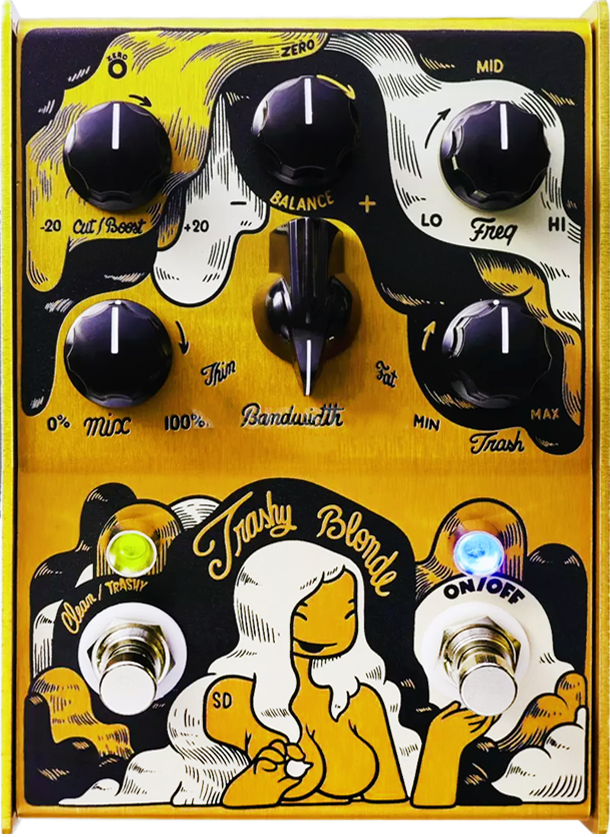 ZERO
ZERO
MID
-20 Cut/Boost +20
- BALANCE +
LO Freq HI
Thin Fat
0% mix 100%
Bandwidth
MIN Trash MAX
Trashy Blonde
Clean/TRASHY
ON/OFF
SD